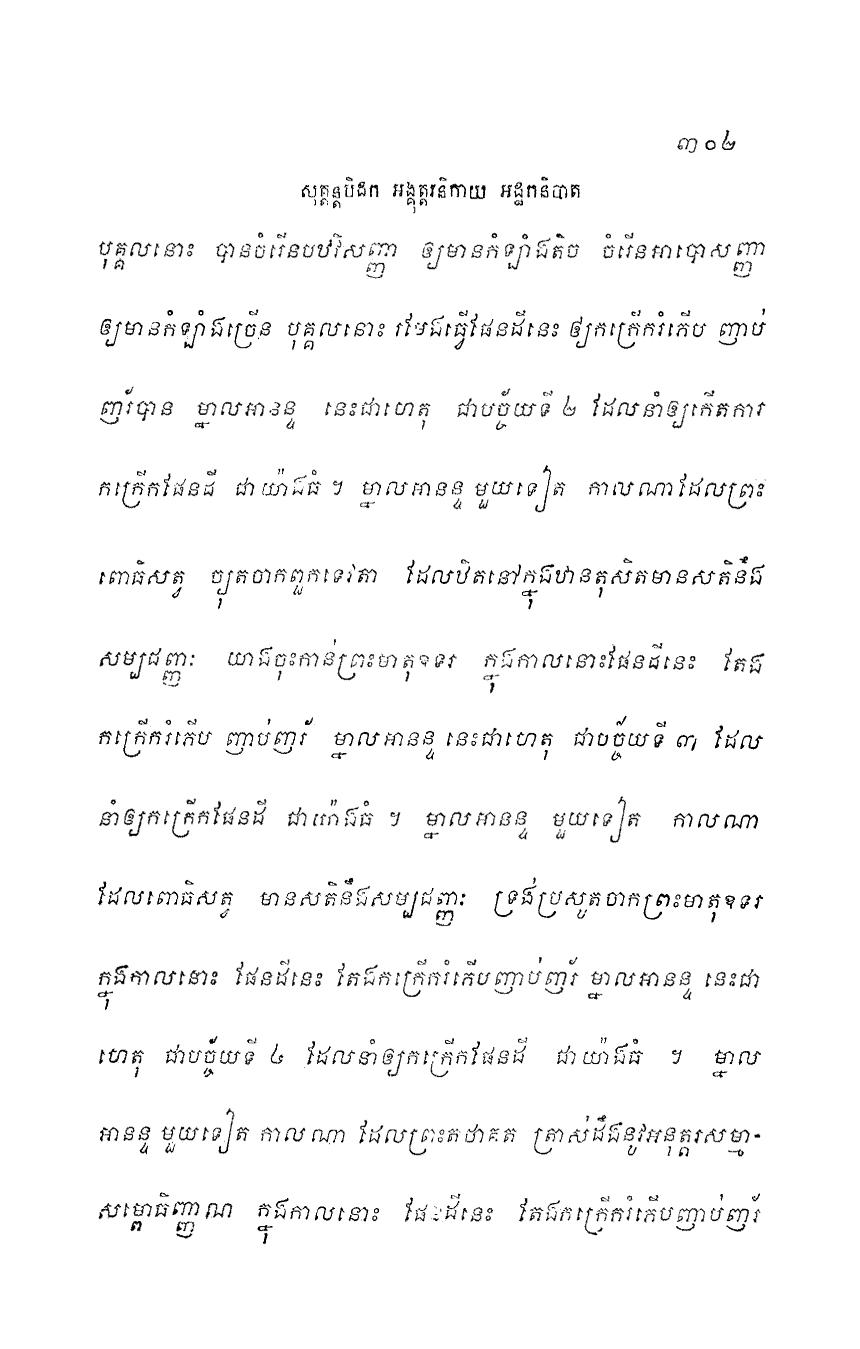 ៣០៤
សុត្តន្តបិដក អង្គុត្តរនិកាយ អដ្ឋកនិបាត
បុគ្គលនោះ បានចំរើនបឋវិសញ្ញា ឲ្យមានកំឡាំងតិច ចំរើនអាបោសញ្ញា
ឲ្យមានកំឡាំងច្រើន បុគ្គលនោះ រមែងធ្វើផែនដីនេះ ឲ្យកក្រើករំភើប ញាប់
ញ័របាន ម្នាលអានន្ទ នេះជាហេតុ ជាបច្ច័យទី ២ ដែលនាំឲ្យកើតការ
កក្រើកផែនដី ជាយ៉ាងធំ ។ ម្នាលអានន្ទ មួយទៀត កាលណាដែលព្រះ
ពោធិសត្វ ច្យុតចាកពួកទេវតា ដែលឋិតនៅក្នុងឋានតុសិតមានសតិនឹង
សម្បជញ្ញៈ យាងចុះកាន់ព្រះមាតុឧទរ ក្នុងកាលនោះផែនដីនេះ តែង
កក្រើករំភើប ញាប់ញ័រ ម្នាលអានន្ទ នេះជាហេតុ ជាបច្ច័យទី ៣ ដែល
នាំឲ្យកក្រើកផែនដី ជាយ៉ាងធំ ។ ម្នាលអានន្ទ មួយទៀត កាលណា
ដែលពោធិសត្វ មានសតិនឹងសម្បជញ្ញៈ ទ្រង់ប្រសូតចាកព្រះមាតុឧទរ
ក្នុងកាលនោះ ផែនដីនេះ តែងកក្រើករំភើបញាប់ញ័រ ម្នាលអានន្ទ នេះជា
ហេតុ ជាបច្ច័យទី ៤ ដែលនាំឲ្យកក្រើកផែនដី ជាយ៉ាងធំ ។ ម្នាល
អានន្ទ មួយទៀត កាលណា ដែលព្រះតថាគត ត្រាស់ដឹងនូវអនុត្តរសម្មា-
សម្ពោធិញ្ញាណ ក្នុងកាលនោះ ផែនដីនេះ តែងកក្រើករំភើបញាប់ញ័រ